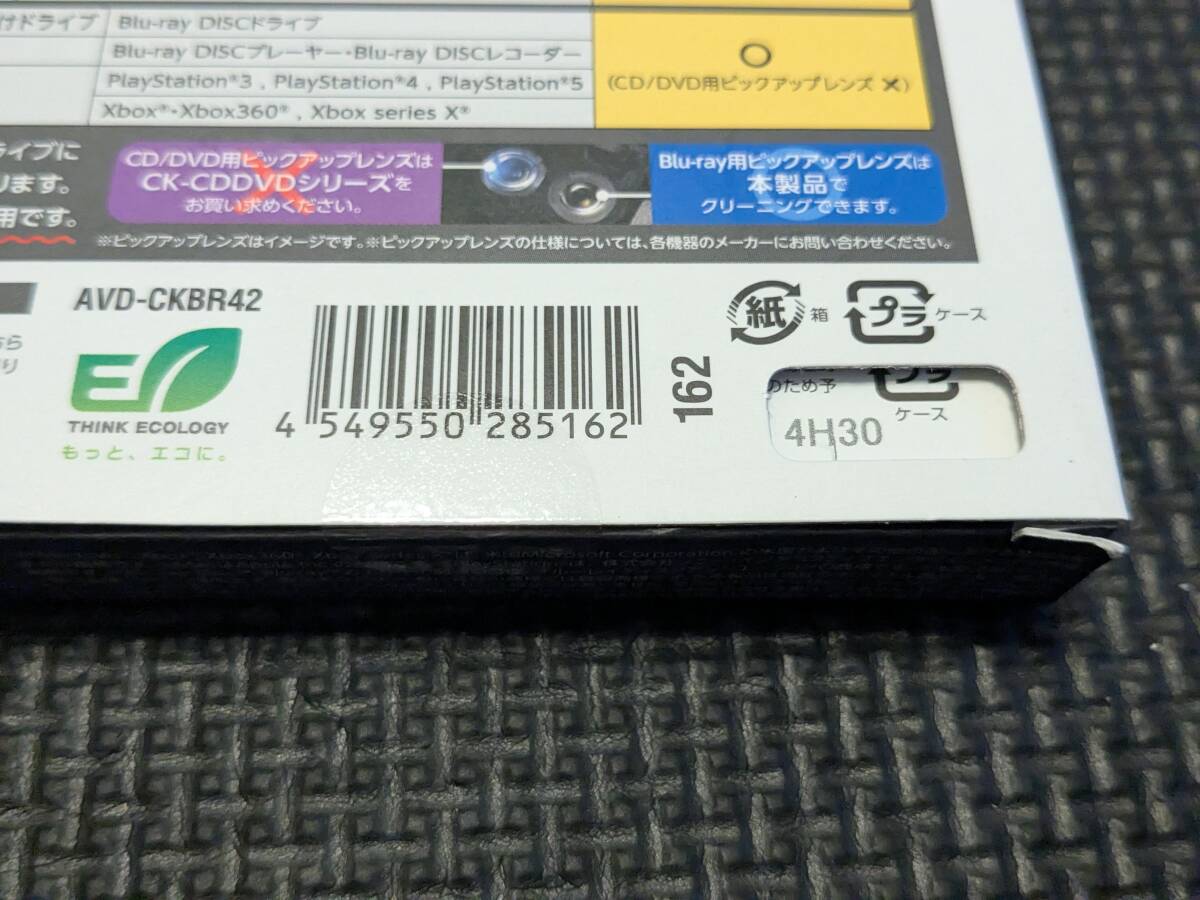 付ドライブ
Blu-ray DISCドライブ
Blu-ray DISCプレーヤー・Blu-ray DISCレコーダー
PlayStation®3 , PlayStation®4 , PlayStation®5
Xbox®・Xbox360® , Xbox series X®
○
(CD/DVD用ピックアップレンズ ×)
ライブに
ります。
用です。
CD/DVD用ピックアップレンズは
CK-CDDVDシリーズを
お買い求めください。
Blu-ray用ピックアップレンズは
本製品で
クリーニングできます。
※ピックアップレンズはイメージです。※ピックアップレンズの仕様については、各機器のメーカーにお問い合わせください。
AVD-CKBR42
THINK ECOLOGY
もっと、エコに。
4 549550 285162
162
紙 箱
プラ ケース
のため予
プラ
ケース
4H30